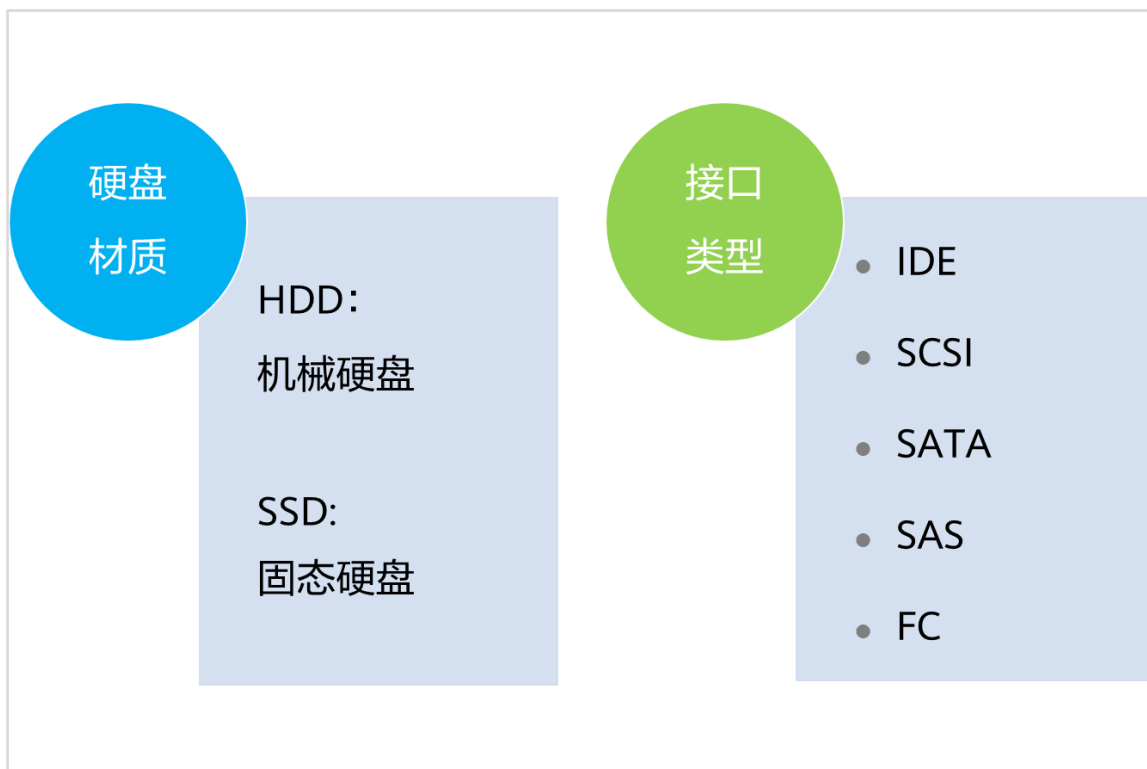 硬盘
材质
HDD：
机械硬盘
SSD:
固态硬盘
接口
类型
● IDE
● SCSI
● SATA
● SAS
● FC